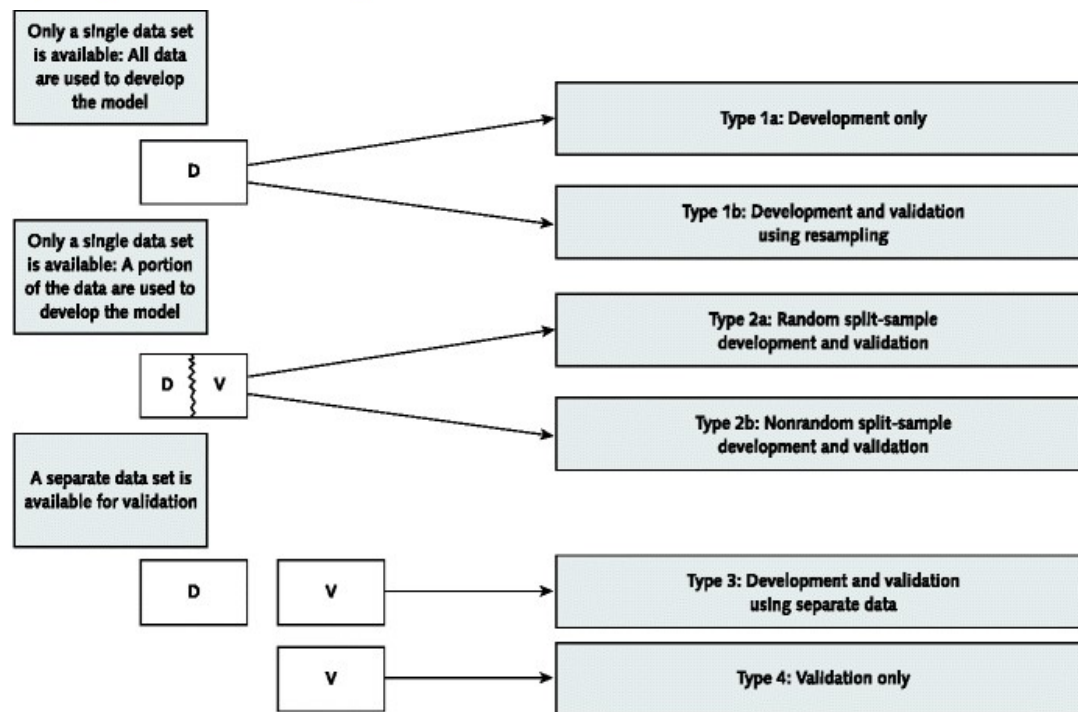 Only a single data set
is available: All data
are used to develop
the model
Type 1a: Development only
D
Type 1b: Development and validation
using resampling
Only a single data set
is available: A portion
of the data are used to
develop the model
Type 2a: Random split-sample
development and validation
D
V
Type 2b: Nonrandom split-sample
development and validation
A separate data set is
available for validation
D
V
Type 3: Development and validation
using separate data
V
Type 4: Validation only